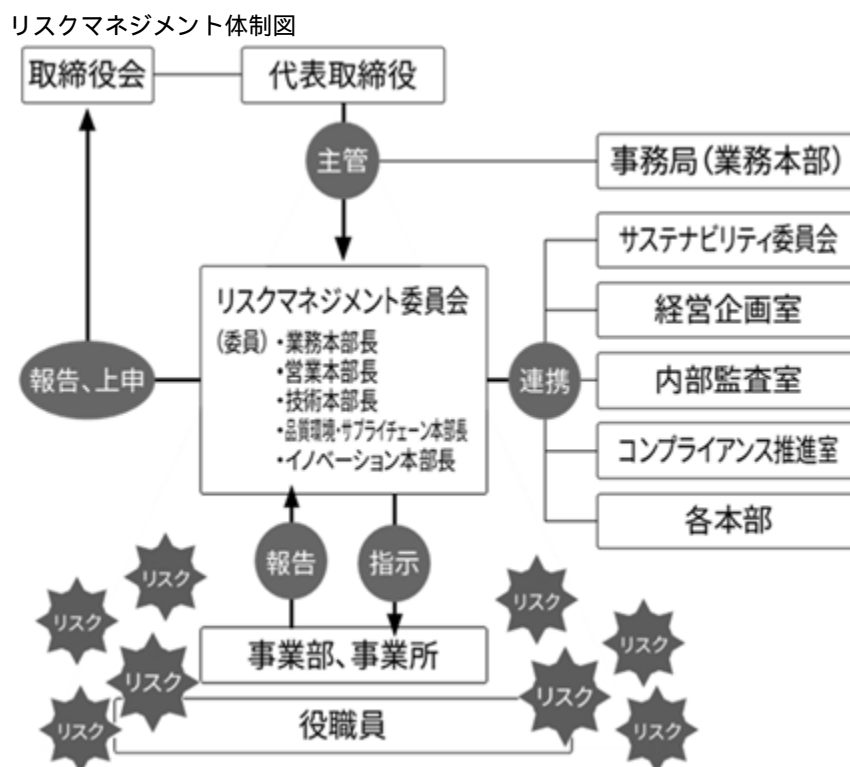 リスクマネジメント体制図
取締役会
代表取締役
主管
事務局(業務本部)
サステナビリティ委員会
リスクマネジメント委員会
(委員)・業務本部長
・営業本部長
・技術本部長
・品質環境・サプライチェーン本部長
・イノベーション本部長
経営企画室
報告、上申
連携
内部監査室
コンプライアンス推進室
各本部
報告
指示
リスク
リスク
リスク
リスク
リスク
リスク
リスク
リスク
事業部、事業所
役職員